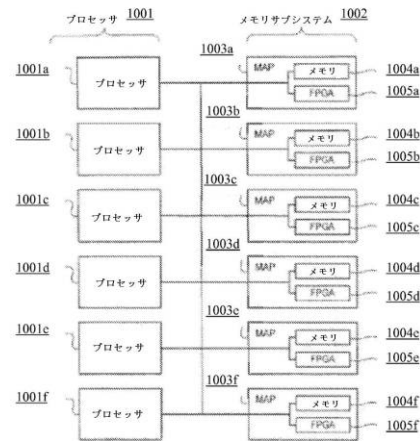 プロセッサ 1001
メモリサブシステム 1002
1003a
1001a
プロセッサ
MAP
メモリ
1004a
FPGA
1005a
1003b
1001b
プロセッサ
MAP
メモリ
1004b
FPGA
1005b
1003c
1001c
プロセッサ
MAP
メモリ
1004c
FPGA
1005c
1003d
1001d
プロセッサ
MAP
メモリ
1004d
FPGA
1005d
1003e
1001e
プロセッサ
MAP
メモリ
1004e
FPGA
1005e
1003f
1001f
プロセッサ
MAP
メモリ
1004f
FPGA
1005f